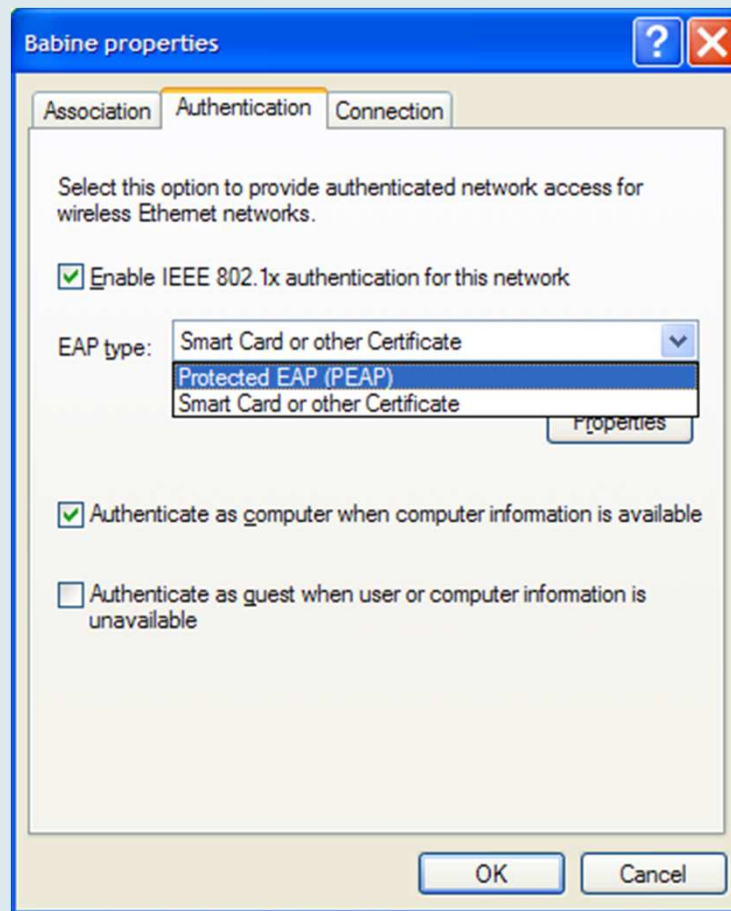 Babine properties
Association Authentication Connection
Select this option to provide authenticated network access for
wireless Ethernet networks.
Enable IEEE 802.1x authentication for this network
EAP type: Smart Card or other Certificate
Protected EAP (PEAP)
Smart Card or other Certificate
Properties
Authenticate as computer when computer information is available
Authenticate as guest when user or computer information is
unavailable
OK Cancel